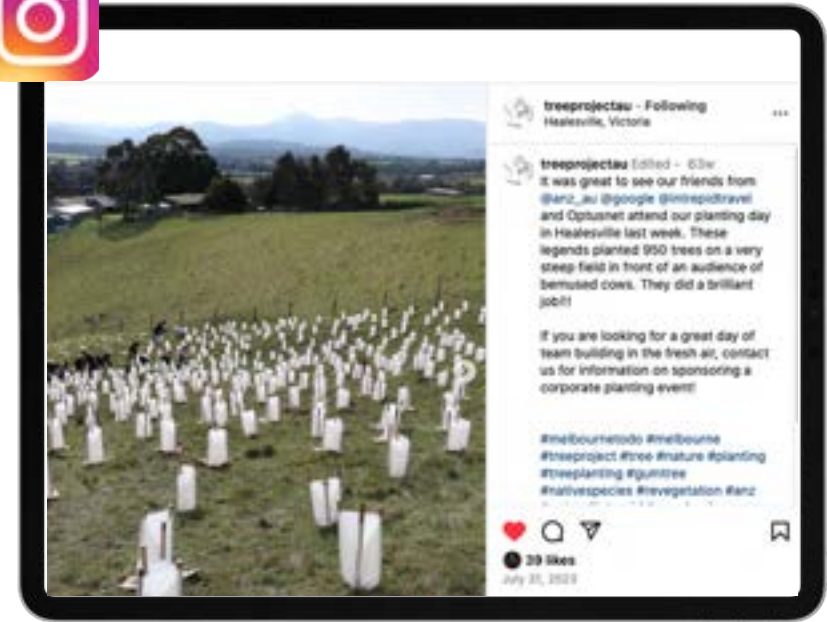 treeprojectau • Following
Healesville, Victoria
treeprojectau Edited • 63w
It was great to see our friends from
@anz_au @google @intrepidtravel
and Optusnet attend our planting day
in Healesville last week. These
legends planted 950 trees on a very
steep field in front of an audience of
bemused cows. They did a brilliant
job!!!
If you are looking for a great day of
team building in the fresh air, contact
us for information on sponsoring a
corporate planting event!
#melbournetodo #melbourne
#treeproject #tree #nature #planting
#treeplanting #gumtree
#nativespecies #revegetation #anz
39 likes
July 31, 2023